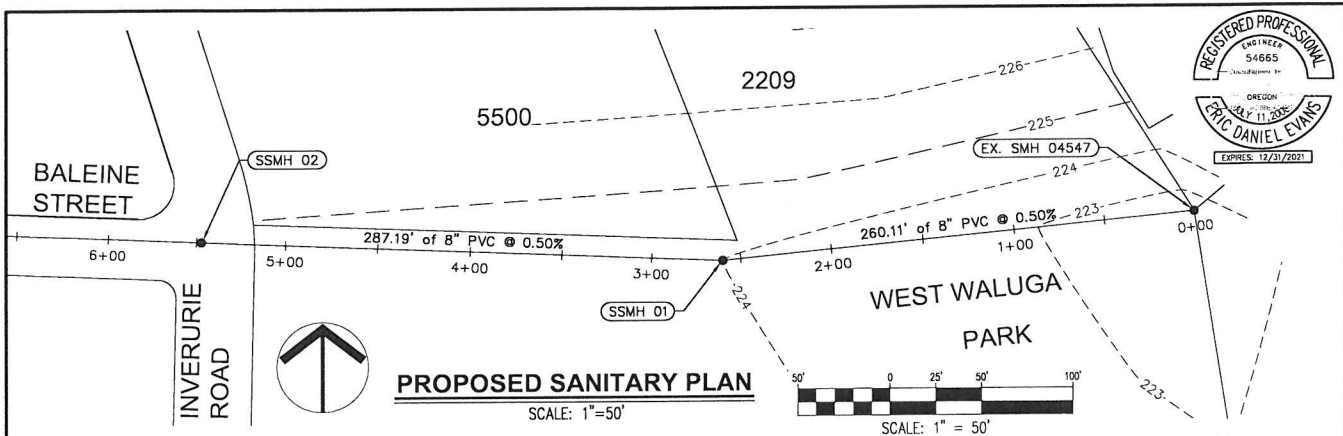 REGISTERED PROFESSIONAL
ENGINEER
54665
OREGON
JULY 11, 2000
ERIC DANIEL EVANS
EXPIRES: 12/31/2021
226
2209
5500
225
EX. SMH 04547
224
223
SSMH 02
BALEINE
STREET
287.19' of 8" PVC @ 0.50%
260.11' of 8" PVC @ 0.50%
6+00
5+00
4+00
3+00
2+00
1+00
0+00
SSMH 01
224
WEST WALUGA
PARK
223
INVERURIE
ROAD
PROPOSED SANITARY PLAN
SCALE: 1"=50'
50' 0 25' 50' 100'
SCALE: 1" = 50'